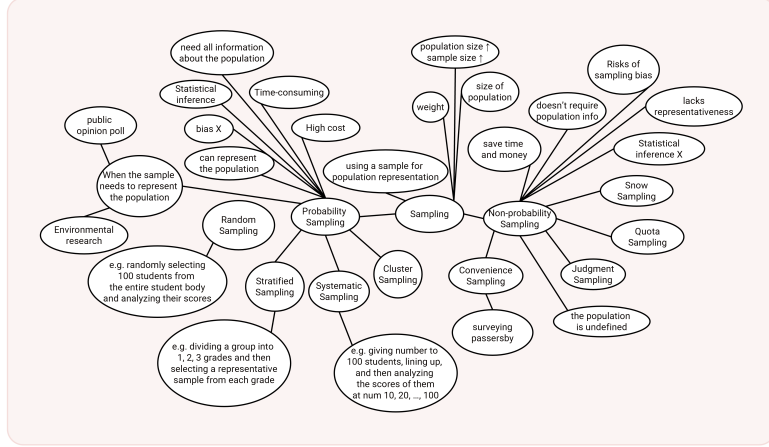 need all information
about the population
population size ↑
sample size ↑
Risks of
sampling bias
Statistical
inference
Time-consuming
size of
population
weight
doesn't require
population info
lacks
representativeness
public
opinion poll
bias X
High cost
save time
and money
Statistical
inference X
can represent
the population
using a sample for
population representation
When the sample
needs to represent
the population
Snow
Sampling
Environmental
research
Random
Sampling
Probability
Sampling
Sampling
Non-probability
Sampling
Quota
Sampling
e.g. randomly selecting
100 students from
the entire student body
and analyzing their scores
Stratified
Sampling
Systematic
Sampling
Cluster
Sampling
Convenience
Sampling
Judgment
Sampling
the population
is undefined
surveying
passersby
e.g. dividing a group into
1, 2, 3 grades and then
selecting a representative
sample from each grade
e.g. giving number to
100 students, lining up,
and then analyzing
the scores of them
at num 10, 20, ..., 100